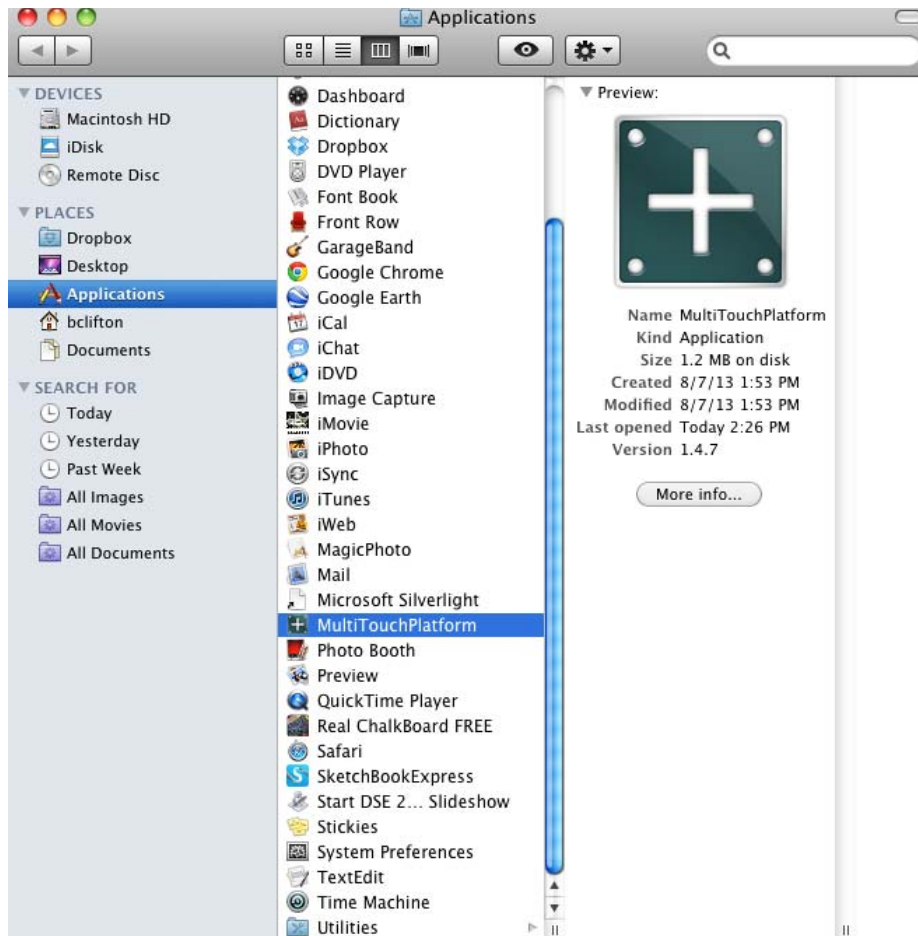 Applications
DEVICES
Macintosh HD
iDisk
Remote Disc
PLACES
Dropbox
Desktop
Applications
bclifton
Documents
SEARCH FOR
Today
Yesterday
Past Week
All Images
All Movies
All Documents
Dashboard
Dictionary
Dropbox
DVD Player
Font Book
Front Row
GarageBand
Google Chrome
Google Earth
iCal
iChat
iDVD
Image Capture
iMovie
iPhoto
iSync
iTunes
iWeb
MagicPhoto
Mail
Microsoft Silverlight
MultiTouchPlatform
Photo Booth
Preview
QuickTime Player
Real ChalkBoard FREE
Safari
SketchBookExpress
Start DSE 2... Slideshow
Stickies
System Preferences
TextEdit
Time Machine
Utilities
Preview:
Name MultiTouchPlatform
Kind Application
Size 1.2 MB on disk
Created 8/7/13 1:53 PM
Modified 8/7/13 1:53 PM
Last opened Today 2:26 PM
Version 1.4.7
More info...